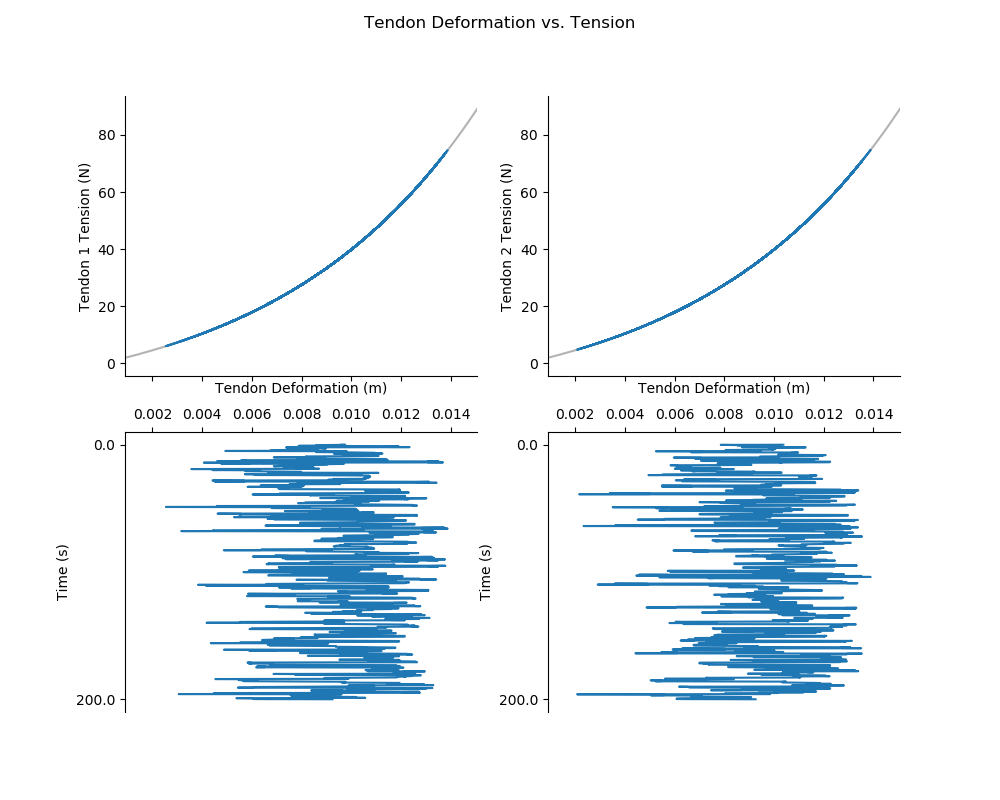 Tendon Deformation vs. Tension
Tendon 1 Tension (N)
80
60
40
20
0
Tendon Deformation (m)
Tendon 2 Tension (N)
80
60
40
20
0
Tendon Deformation (m)
0.002 0.004 0.006 0.008 0.010 0.012 0.014
Time (s)
0.0
200.0
0.002 0.004 0.006 0.008 0.010 0.012 0.014
Time (s)
0.0
200.0